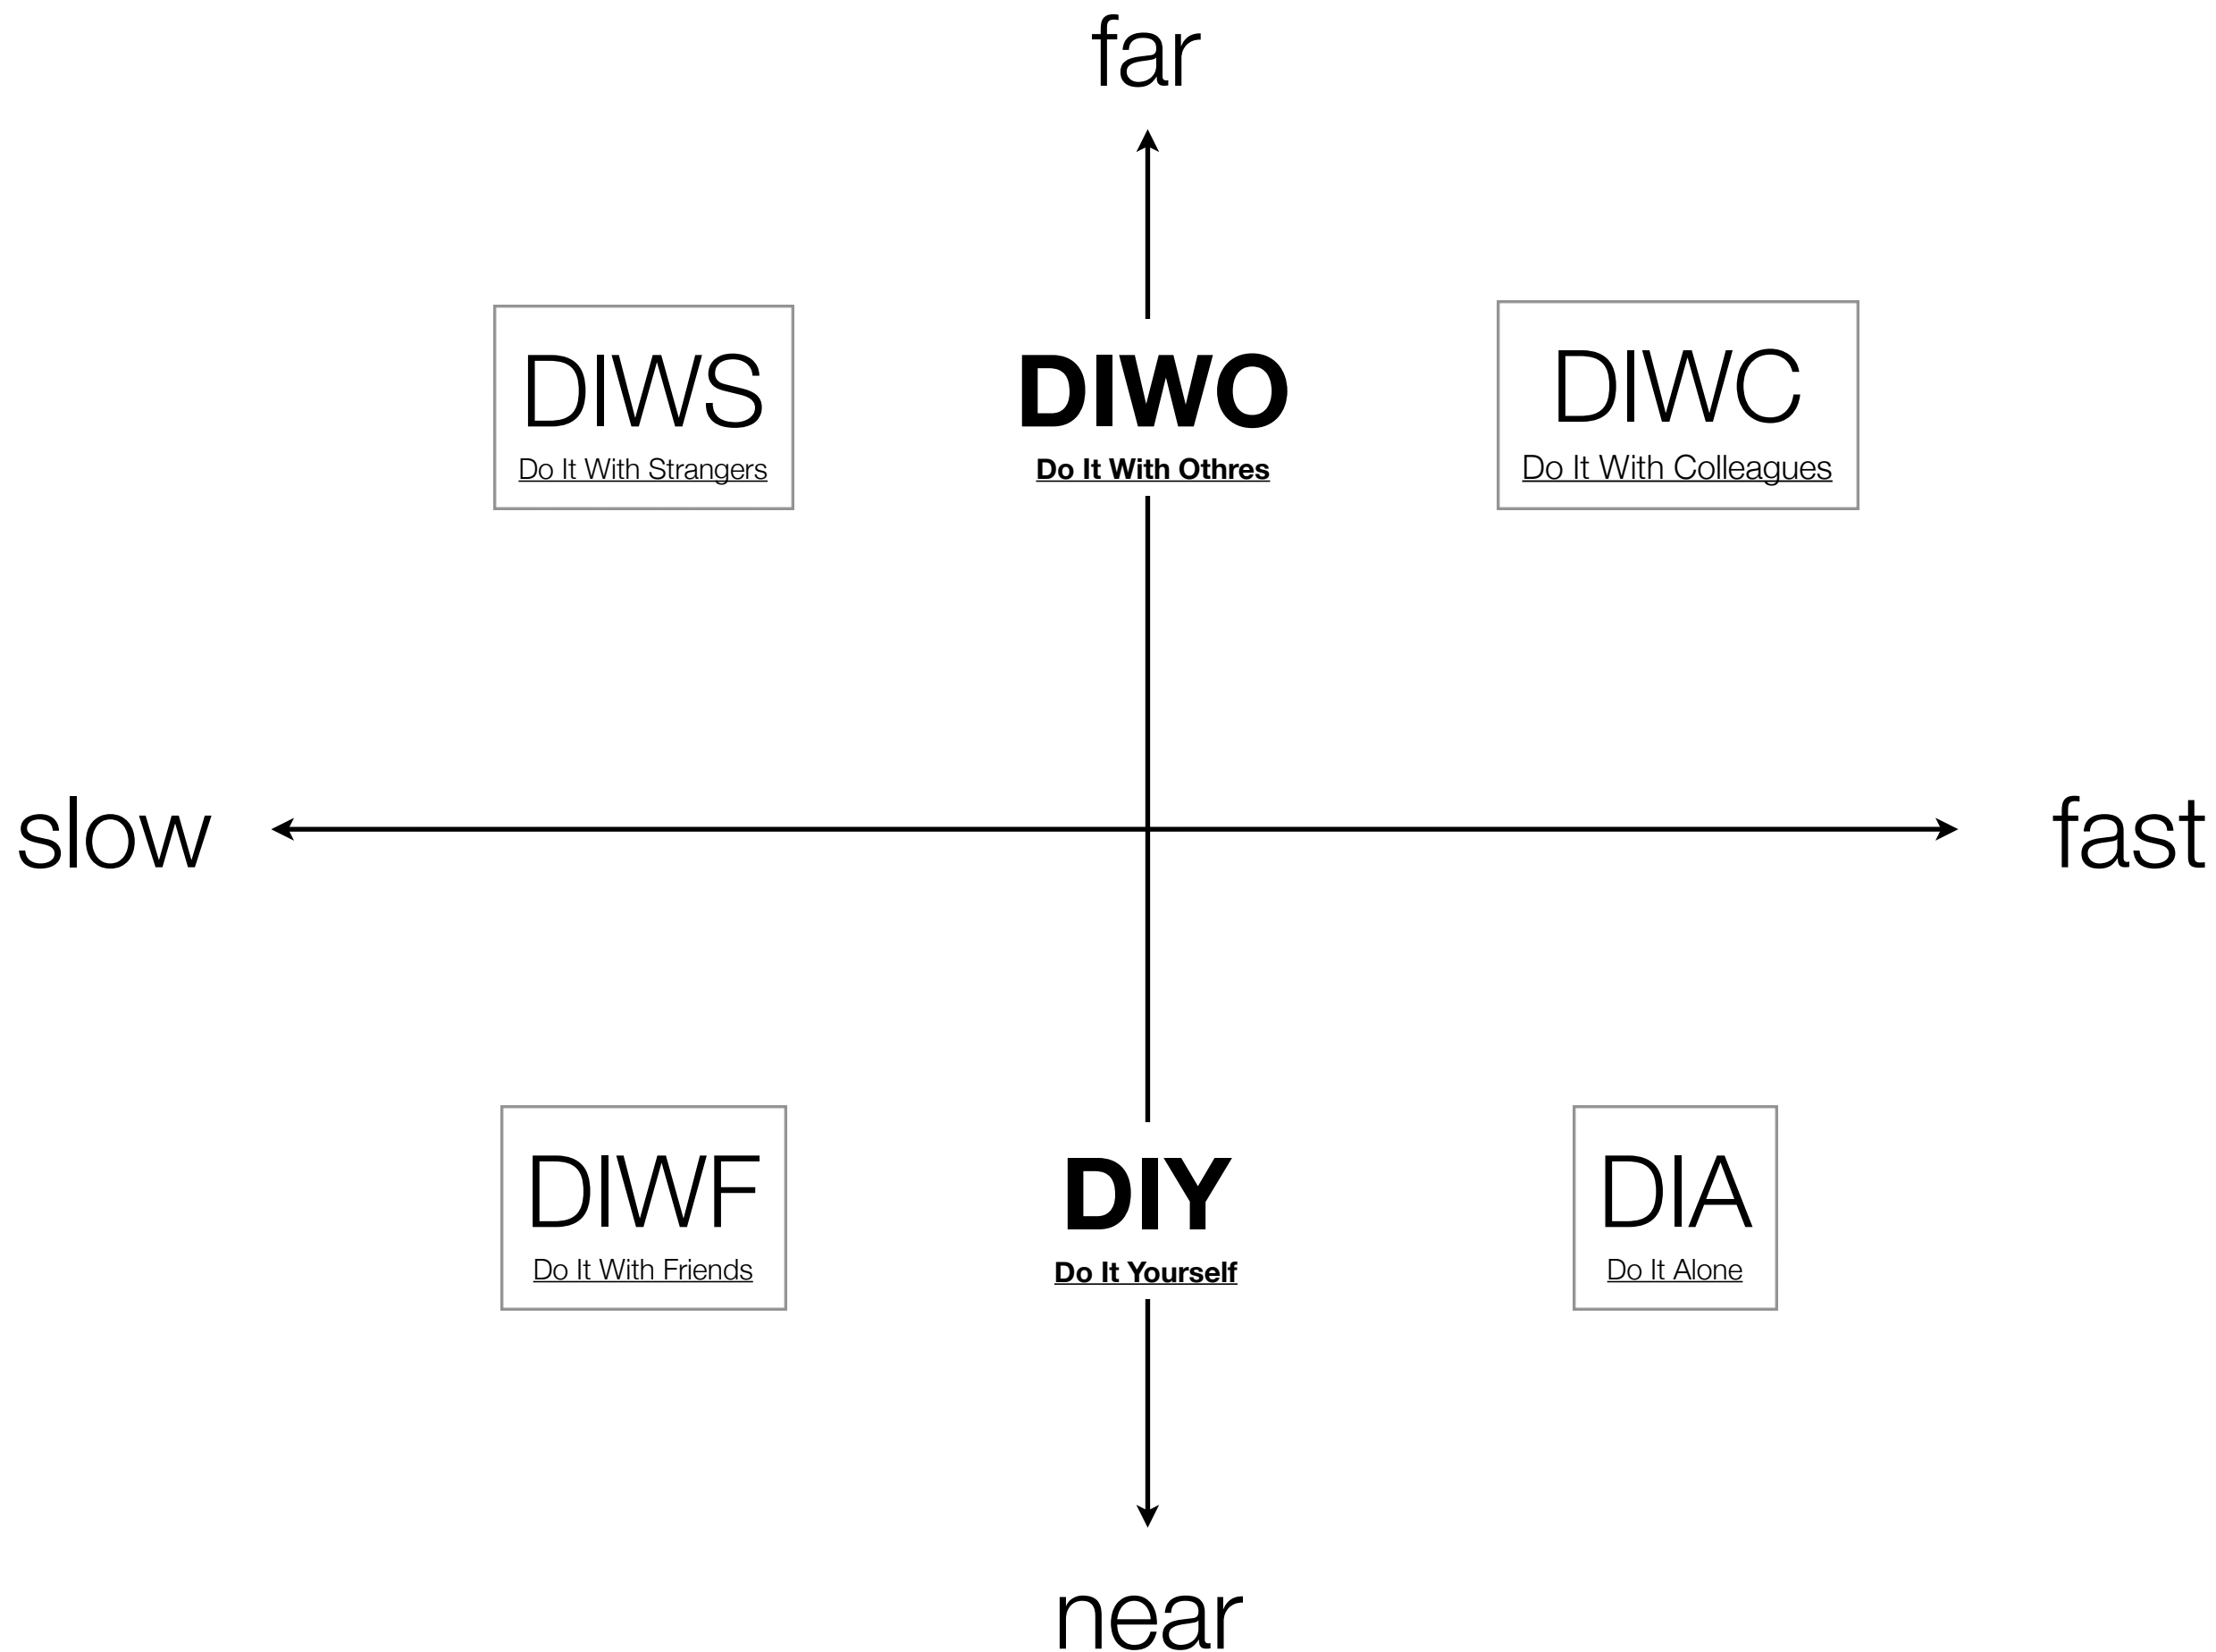 far
DIWS
Do It With Strangers
DIWO
Do It With Othres
DIWC
Do It With Colleagues
slow
fast
DIWF
Do It With Friends
DIY
Do It Yourself
DIA
Do It Alone
near